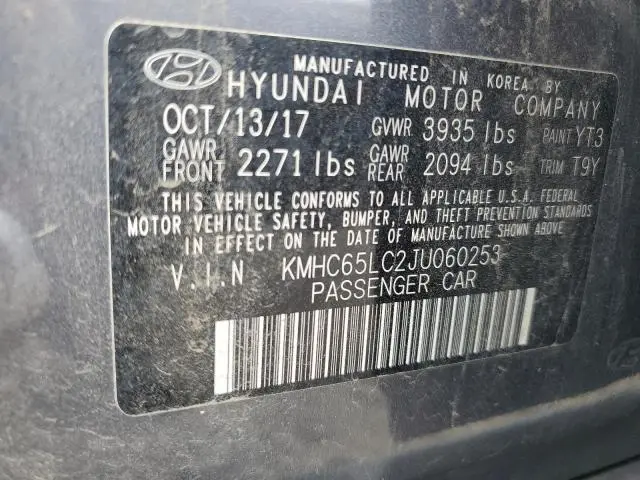 MANUFACTURED IN KOREA BY
HYUNDAI MOTOR COMPANY
OCT/13/17 GVWR 3935 lbs PAINT YT3
GAWR FRONT 2271 lbs GAWR REAR 2094 lbs TRIM T9Y
THIS VEHICLE CONFORMS TO ALL APPLICABLE U.S.A. FEDERAL
MOTOR VEHICLE SAFETY, BUMPER, AND THEFT PREVENTION STANDARDS
IN EFFECT ON THE DATE OF MANUFACTURE SHOWN ABOVE.
V.I.N KMHC65LC2JU060253
PASSENGER CAR